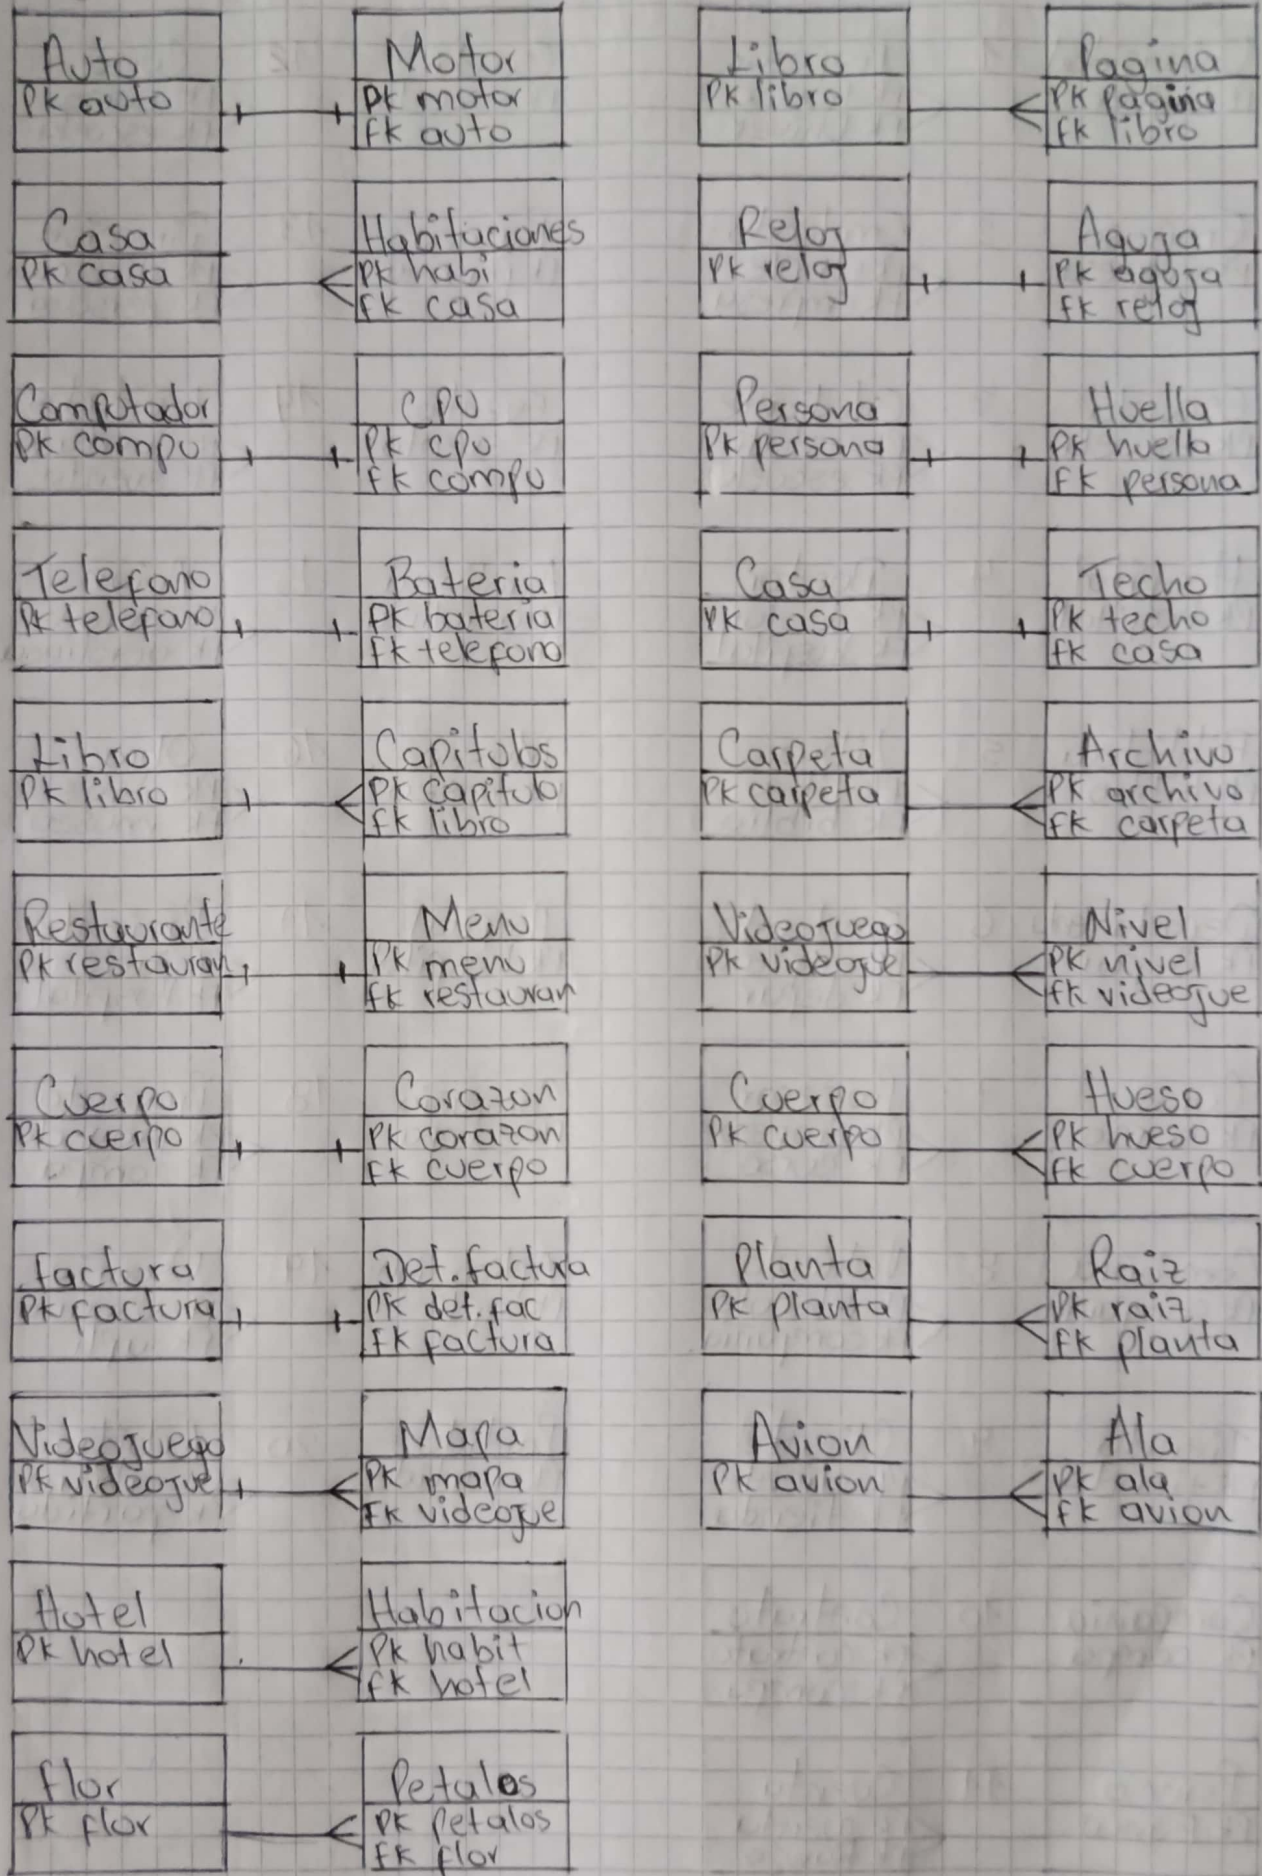 Auto
Pk auto
Motor
Pk motor
fk auto
Libro
Pk libro
Pagina
Pk pagina
fk libro
Casa
Pk casa
Habitaciones
Pk habi
fk casa
Reloj
Pk reloj
Aguja
Pk aguja
fk reloj
Computador
Pk compu
CPU
Pk cpu
fk compu
Persona
Pk persona
Huella
Pk huella
fk persona
Telefono
Pk telefono
Bateria
Pk bateria
fk telefono
Casa
Pk casa
Techo
Pk techo
fk casa
Libro
Pk libro
Capitulos
Pk capitulo
fk libro
Carpeta
Pk carpeta
Archivo
Pk archivo
fk carpeta
Restaurante
Pk restauran
Menu
Pk menu
fk restauran
Videojuego
Pk videojue
Nivel
Pk nivel
fk videojue
Cuerpo
Pk cuerpo
Corazon
Pk corazon
fk cuerpo
Cuerpo
Pk cuerpo
Hueso
Pk hueso
fk cuerpo
factura
Pk factura
Det.factura
Pk det.fac
fk factura
Planta
Pk planta
Raiz
Pk raiz
fk planta
Videojuego
Pk videojue
Mapa
Pk mapa
Fk videojue
Avion
Pk avion
Ala
Pk ala
fk avion
Hotel
Pk hotel
Habitacion
Pk habit
fk hotel
flor
Pk flor
Petalos
Pk petalos
fk flor